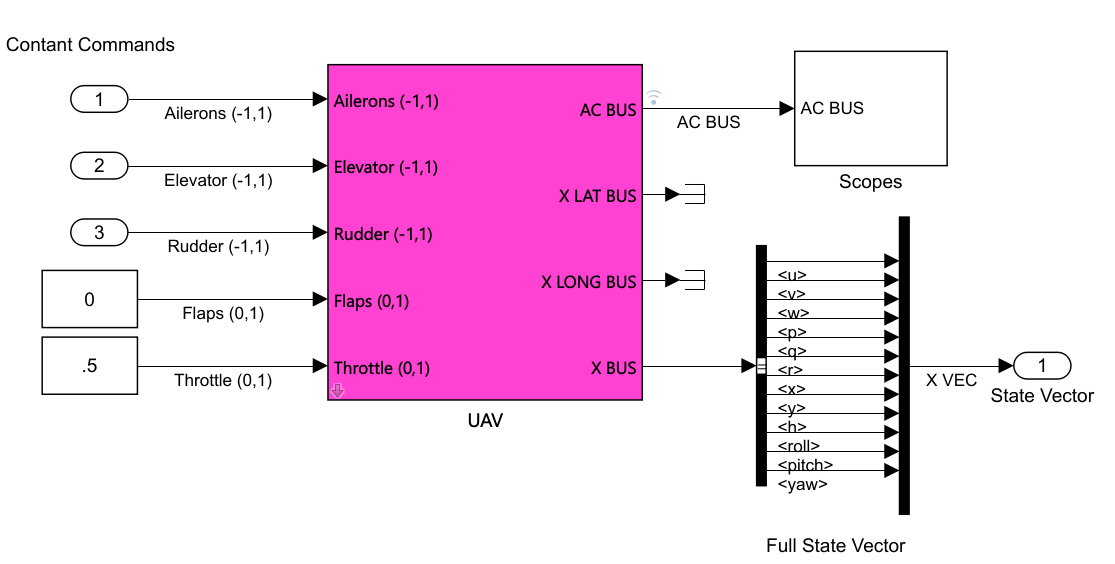 Contant Commands
1
Ailerons (-1,1)
2
Elevator (-1,1)
3
Rudder (-1,1)
0
Flaps (0,1)
.5
Throttle (0,1)
Ailerons (-1,1)
Elevator (-1,1)
Rudder (-1,1)
Flaps (0,1)
Throttle (0,1)
AC BUS
X LAT BUS
X LONG BUS
X BUS
UAV
AC BUS
AC BUS
Scopes
<u>
<v>
<w>
<p>
<q>
<r>
<x>
<y>
<h>
<roll>
<pitch>
<yaw>
Full State Vector
X VEC
1
State Vector